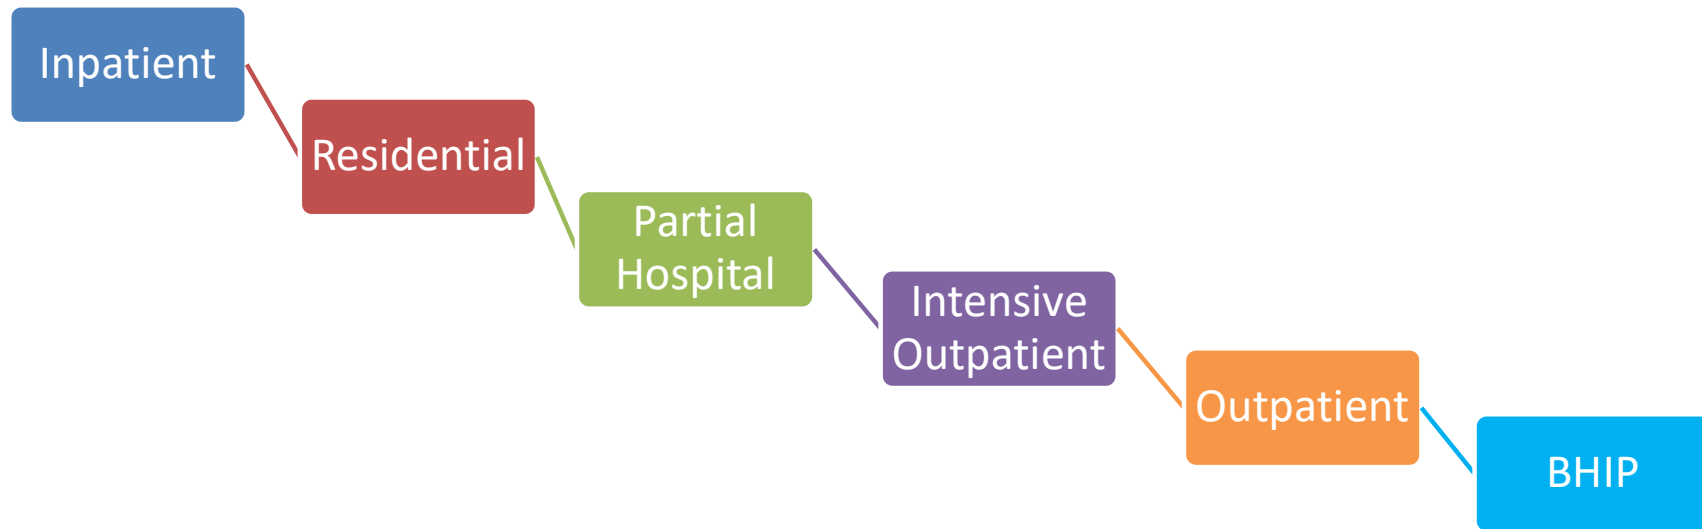 Inpatient
Residential
Partial
Hospital
Intensive
Outpatient
Outpatient
BHIP